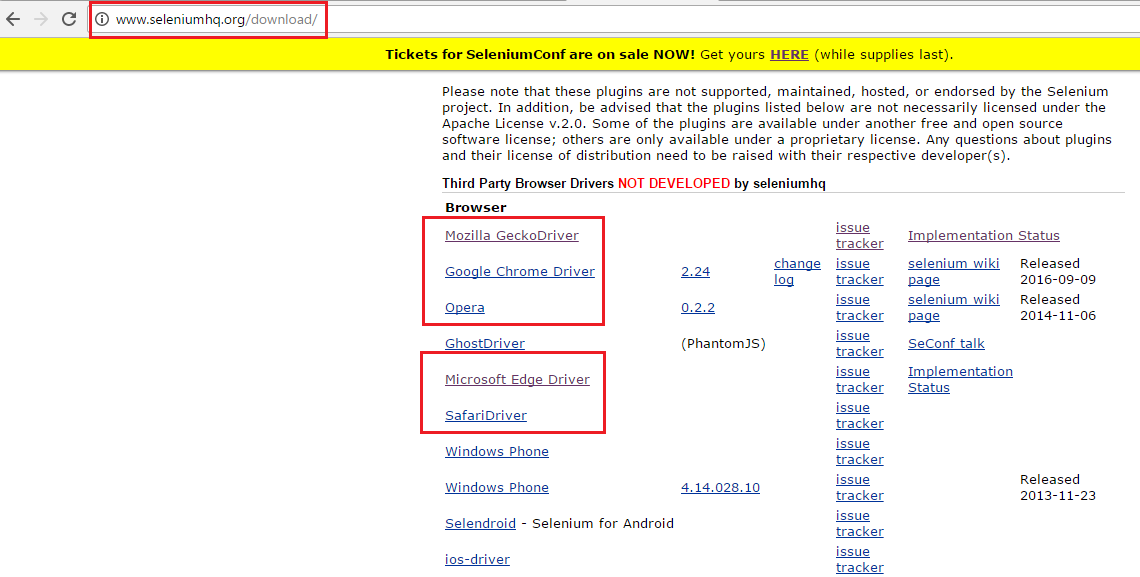 www.seleniumhq.org/download/
Tickets for SeleniumConf are on sale NOW! Get yours HERE (while supplies last).
Please note that these plugins are not supported, maintained, hosted, or endorsed by the Selenium
project. In addition, be advised that the plugins listed below are not necessarily licensed under the
Apache License v.2.0. Some of the plugins are available under another free and open source
software license; others are only available under a proprietary license. Any questions about plugins
and their license of distribution need to be raised with their respective developer(s).
Third Party Browser Drivers NOT DEVELOPED by seleniumhq
Browser
Mozilla GeckoDriver issue tracker Implementation Status
Google Chrome Driver 2.24 change log issue tracker selenium wiki page Released 2016-09-09
Opera 0.2.2 issue tracker selenium wiki page Released 2014-11-06
GhostDriver (PhantomJS) issue tracker SeConf talk
Microsoft Edge Driver issue tracker Implementation Status
SafariDriver issue tracker
Windows Phone issue tracker
Windows Phone 4.14.028.10 issue tracker Released 2013-11-23
Selendroid - Selenium for Android issue tracker
ios-driver issue tracker